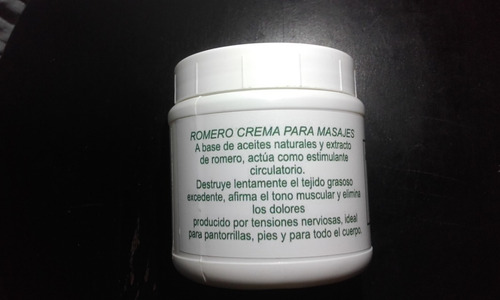 ROMERO CREMA PARA MASAJES
A base de aceites naturales y extracto
de romero, actúa como estimulante
circulatorio.
Destruye lentamente el tejido grasoso
excedente, afirma el tono muscular y elimina
los dolores
producido por tensiones nerviosas, ideal
para pantorrillas, pies y para todo el cuerpo.